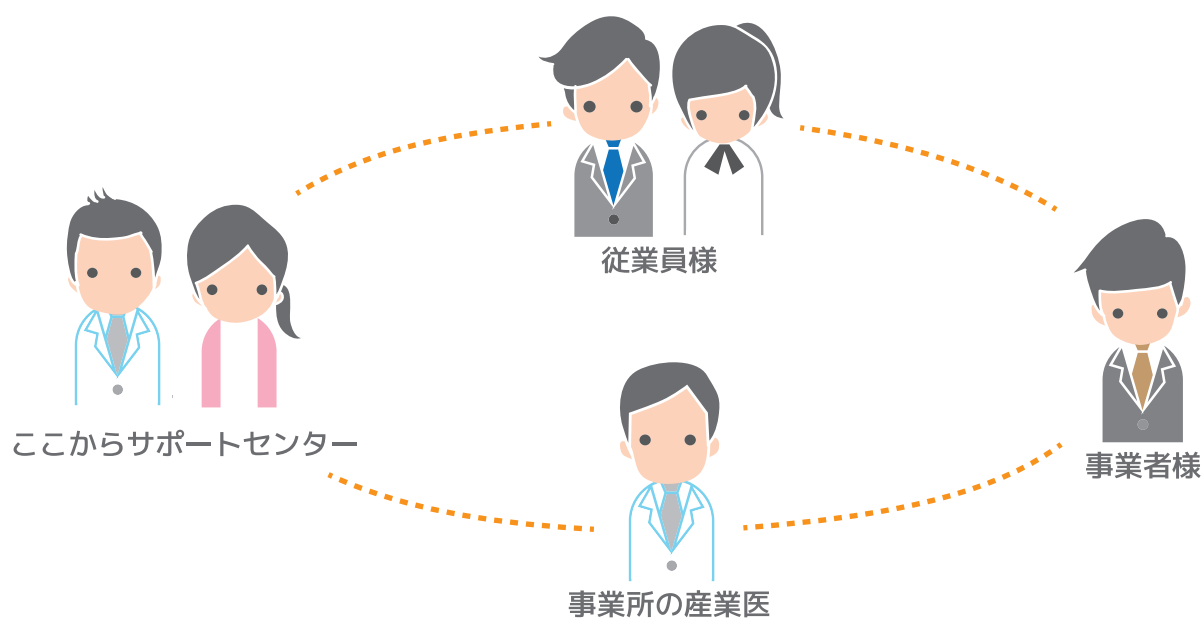 従業員様
ここからサポートセンター
事業者様
事業所の産業医